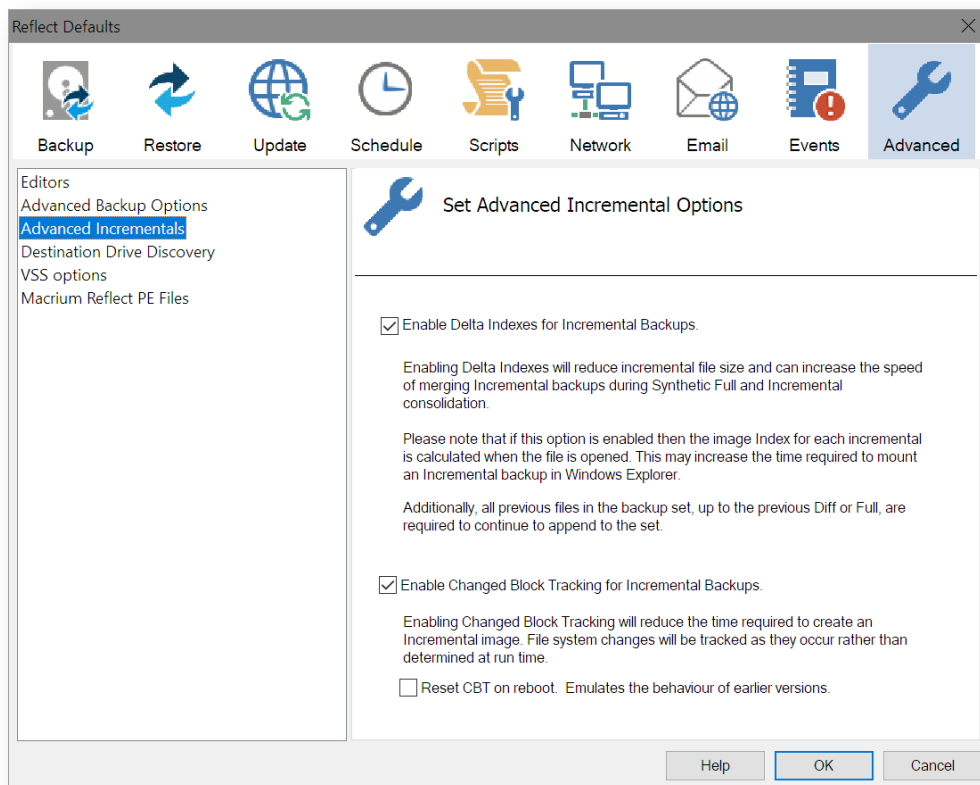 Reflect Defaults
Backup Restore Update Schedule Scripts Network Email Events Advanced
Editors
Advanced Backup Options
Advanced Incrementals
Destination Drive Discovery
VSS options
Macrium Reflect PE Files
Set Advanced Incremental Options
Enable Delta Indexes for Incremental Backups.
Enabling Delta Indexes will reduce incremental file size and can increase the speed
of merging Incremental backups during Synthetic Full and Incremental
consolidation.
Please note that if this option is enabled then the image Index for each incremental
is calculated when the file is opened. This may increase the time required to mount
an Incremental backup in Windows Explorer.
Additionally, all previous files in the backup set, up to the previous Diff or Full, are
required to continue to append to the set.
Enable Changed Block Tracking for Incremental Backups.
Enabling Changed Block Tracking will reduce the time required to create an
Incremental image. File system changes will be tracked as they occur rather than
determined at run time.
Reset CBT on reboot. Emulates the behaviour of earlier versions.
Help OK Cancel